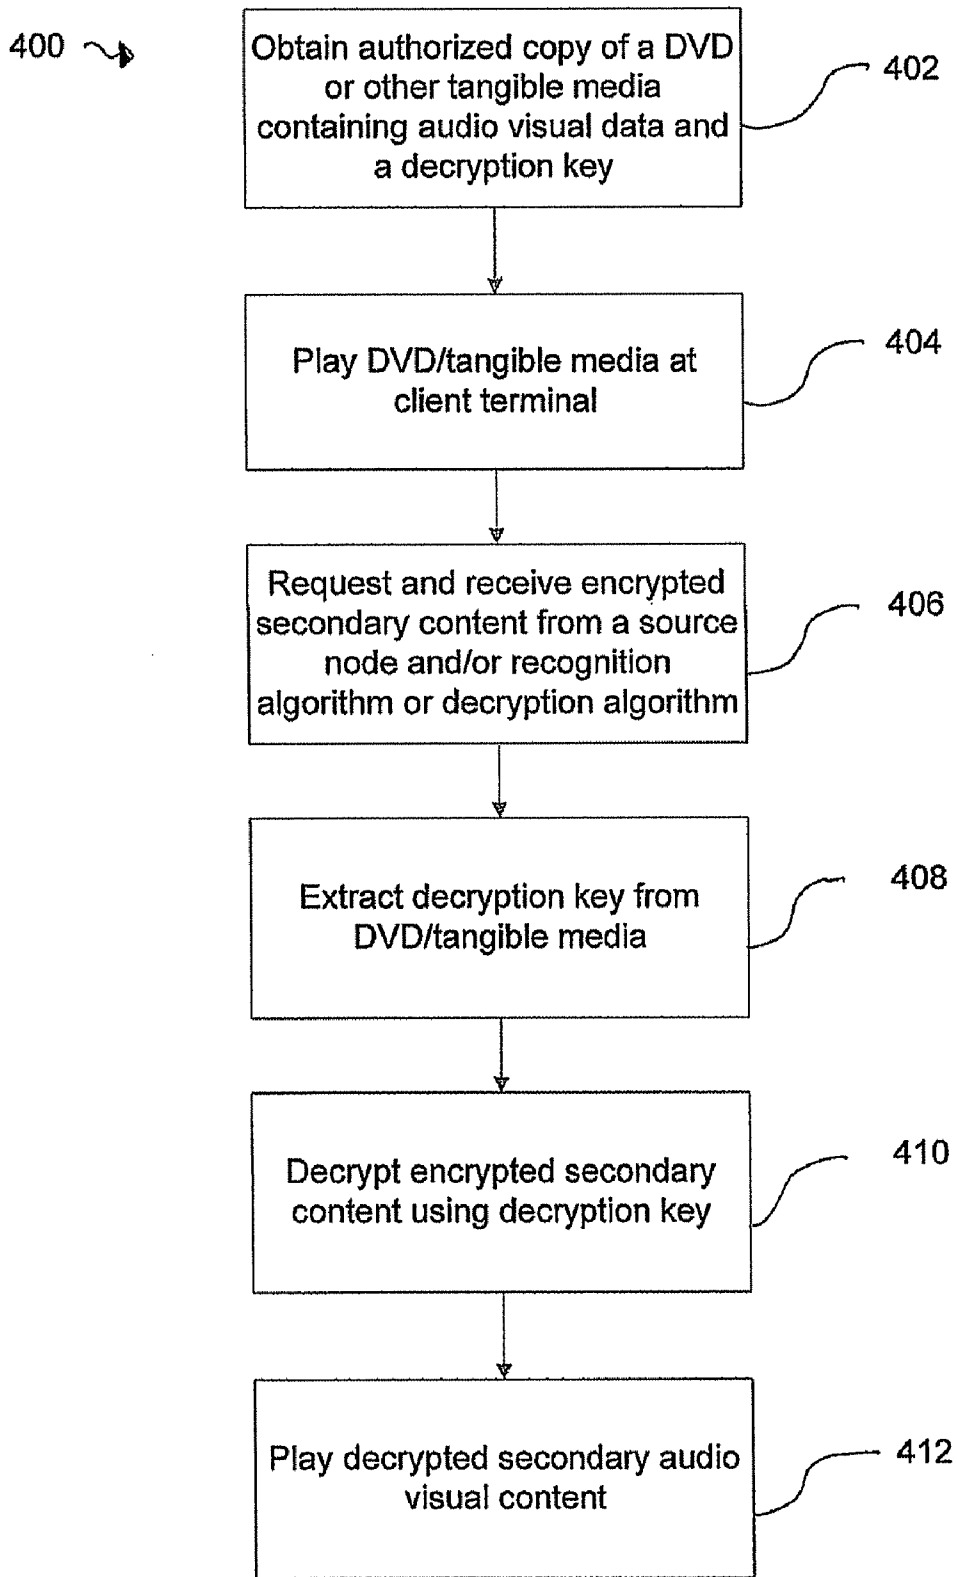 400
Obtain authorized copy of a DVD
or other tangible media
containing audio visual data and
a decryption key
402
Play DVD/tangible media at
client terminal
404
Request and receive encrypted
secondary content from a source
node and/or recognition
algorithm or decryption algorithm
406
Extract decryption key from
DVD/tangible media
408
Decrypt encrypted secondary
content using decryption key
410
Play decrypted secondary audio
visual content
412